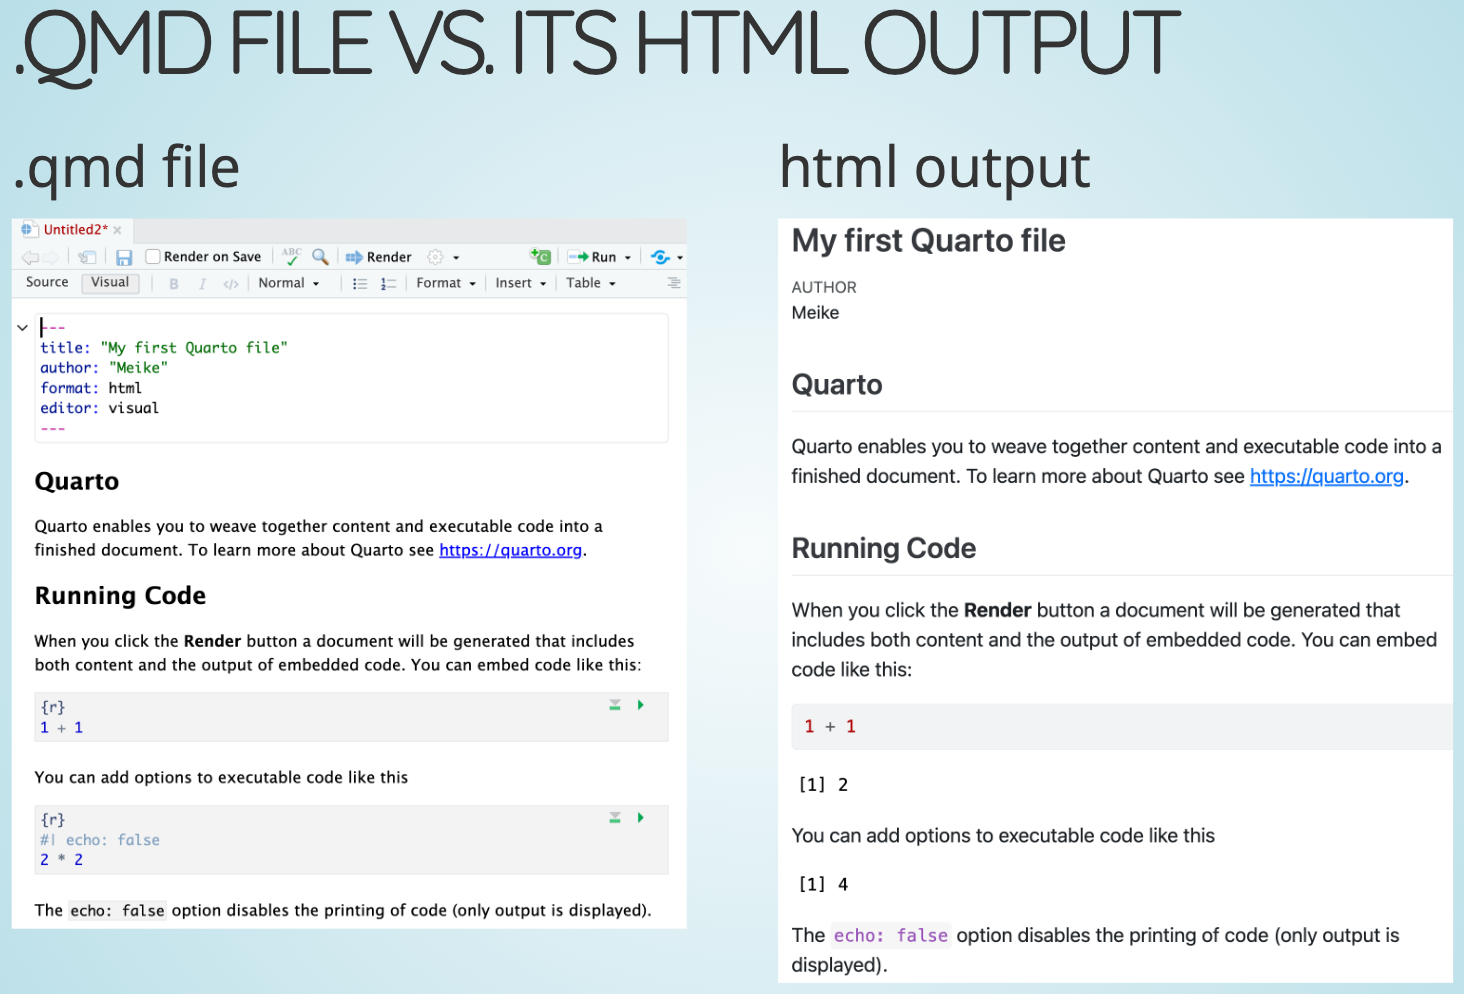 .QMD FILE VS. ITS HTML OUTPUT
.qmd file
Untitled2* ×
Render on Save ABC Render Run
Source Visual B I </> Normal Format Insert Table
---
title: "My first Quarto file"
author: "Meike"
format: html
editor: visual
---
Quarto
Quarto enables you to weave together content and executable code into a
finished document. To learn more about Quarto see https://quarto.org.
Running Code
When you click the Render button a document will be generated that includes
both content and the output of embedded code. You can embed code like this:
{r}
1 + 1
You can add options to executable code like this
{r}
#| echo: false
2 * 2
The echo: false option disables the printing of code (only output is displayed).
html output
My first Quarto file
AUTHOR
Meike
Quarto
Quarto enables you to weave together content and executable code into a
finished document. To learn more about Quarto see https://quarto.org.
Running Code
When you click the Render button a document will be generated that
includes both content and the output of embedded code. You can embed
code like this:
1 + 1
[1] 2
You can add options to executable code like this
[1] 4
The echo: false option disables the printing of code (only output is
displayed).